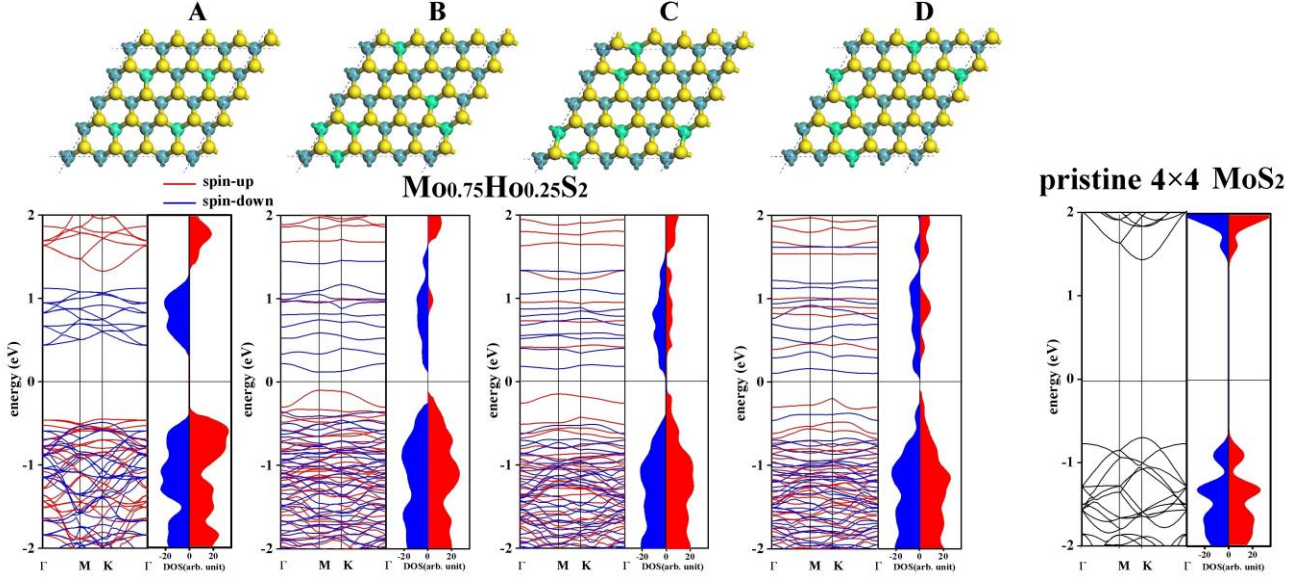 A B C D
spin-up
spin-down
Mo0.75Ho0.25S2
pristine 4×4 MoS2
energy (eV)
2
1
0
-1
-2
Γ M K Γ
-20 0 20
DOS(arb. unit)
energy (eV)
2
1
0
-1
-2
Γ M K Γ
-20 0 20
DOS(arb. unit)
energy (eV)
2
1
0
-1
-2
Γ M K Γ
-20 0 20
DOS(arb. unit)
energy (eV)
2
1
0
-1
-2
Γ M K Γ
-20 0 20
DOS(arb. unit)
energy (eV)
2
1
0
-1
-2
Γ M K Γ
-20 0 20
DOS(arb. unit)